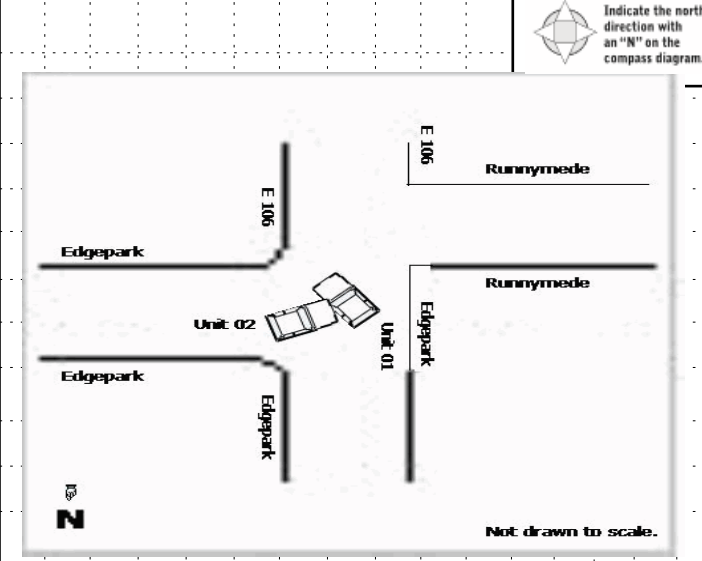 Indicate the north
direction with
an “N” on the
compass diagram.
E 106
Runnymede
E 106
Edgepark
Runnymede
Unit 02
Unit 01
Edgepark
Edgepark
Edgepark
N
Not drawn to scale.